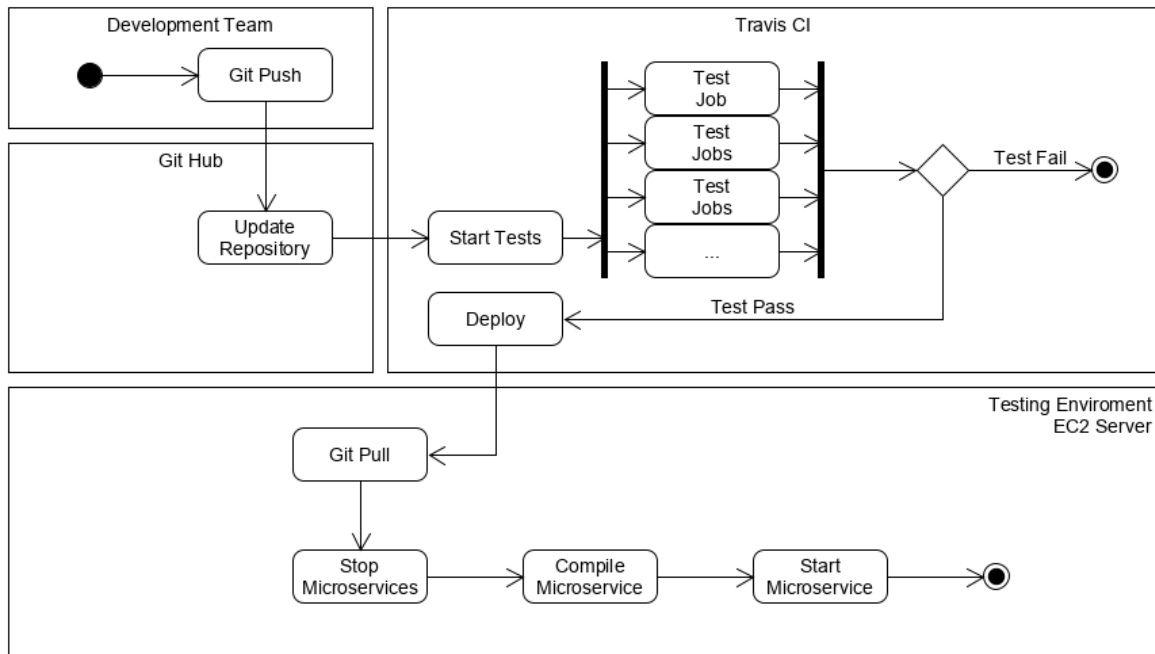 Development Team
Git Push
Git Hub
Update
Repository
Travis CI
Start Tests
Test
Job
Test
Jobs
Test
Jobs
...
Test Fail
Test Pass
Deploy
Testing Enviroment
EC2 Server
Git Pull
Stop
Microservices
Compile
Microservice
Start
Microservice